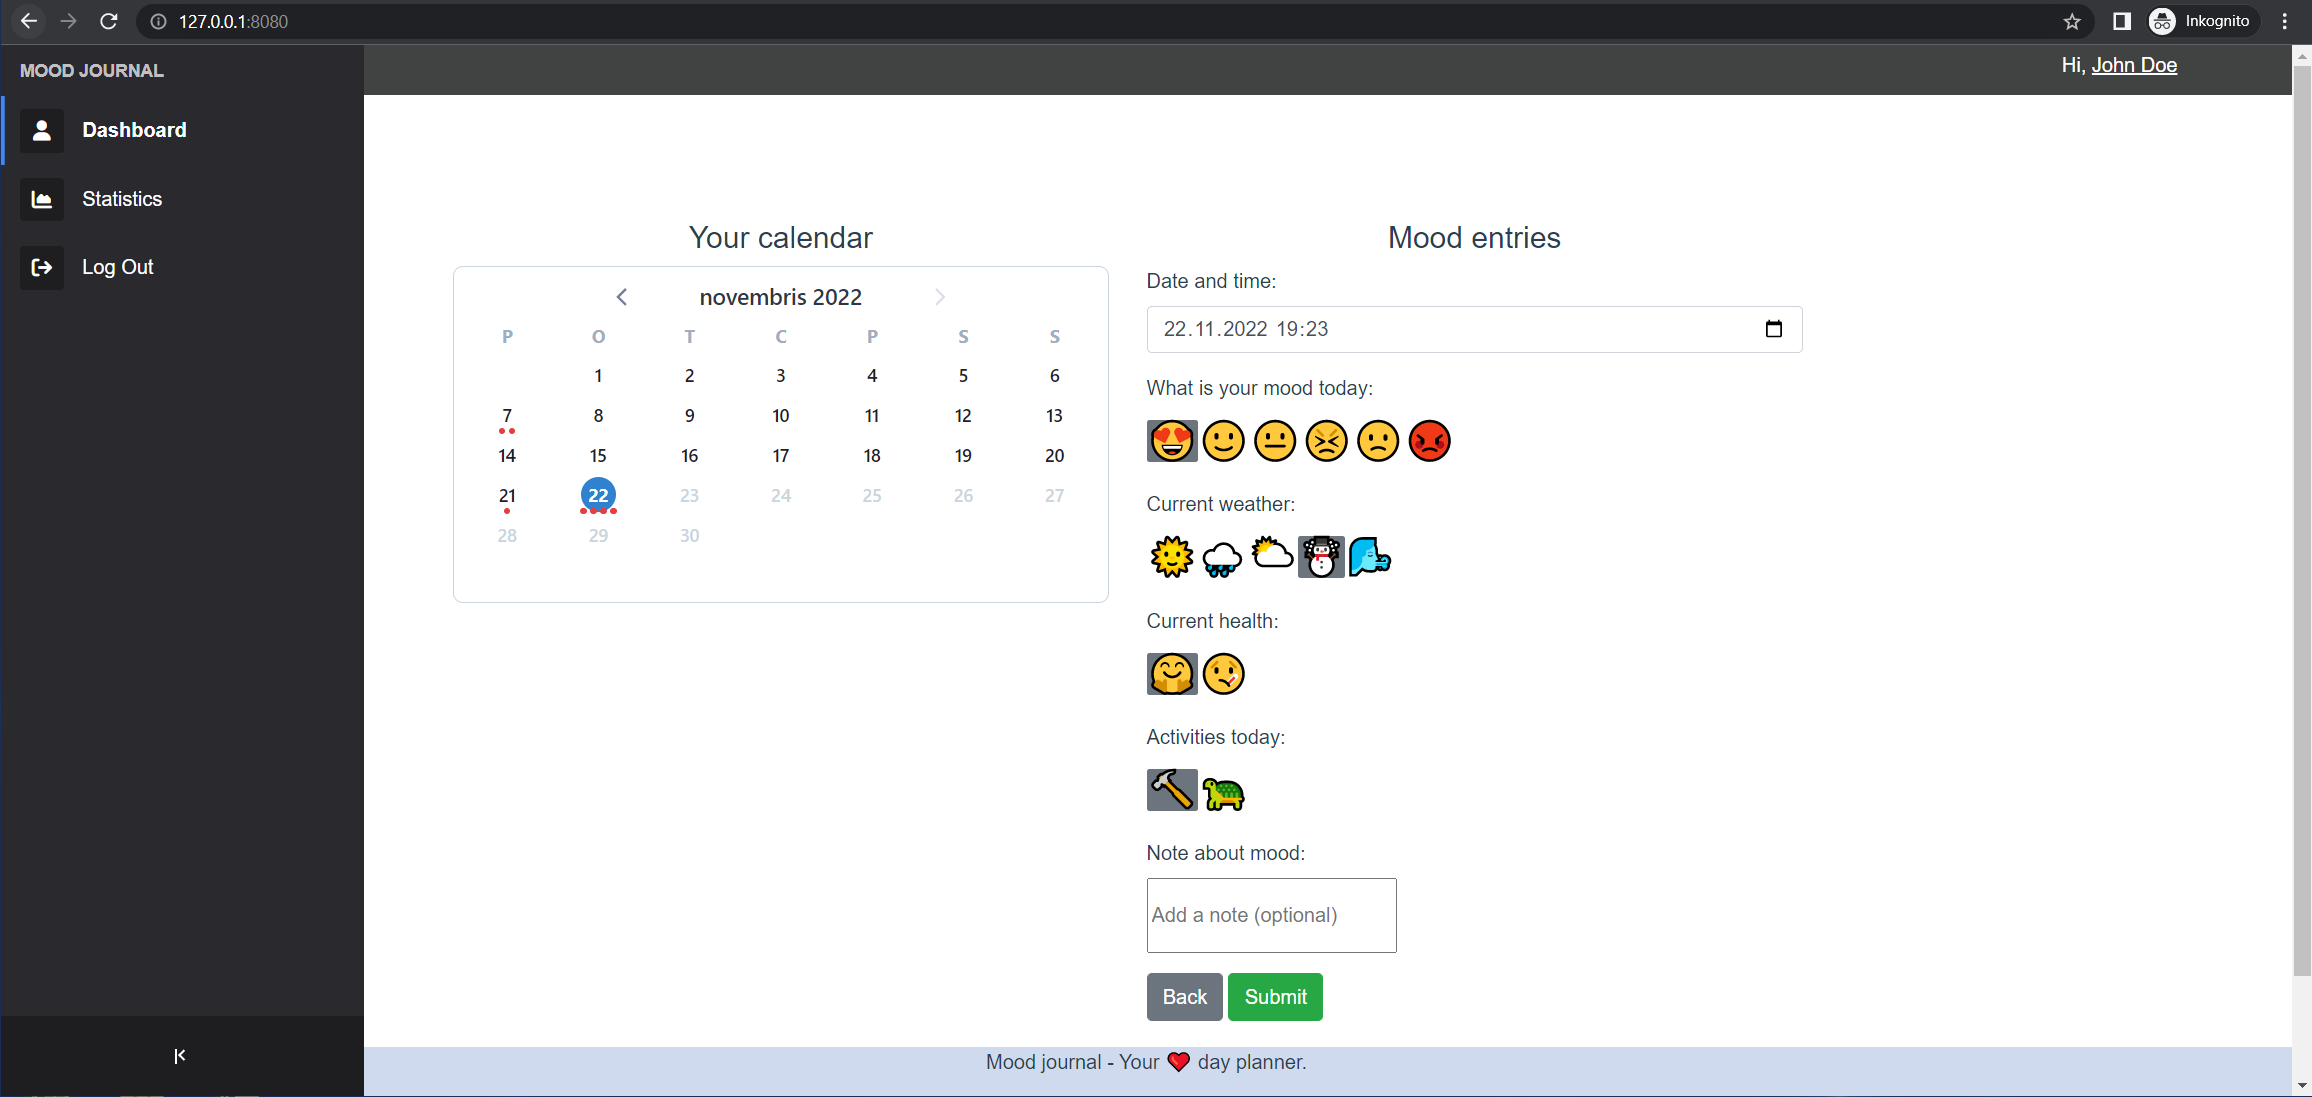 127.0.0.1:8080
Inkognito
MOOD JOURNAL
Hi, John Doe
Dashboard
Statistics
Log Out
Your calendar
novembris 2022
P O T C P S S
1 2 3 4 5 6
7 8 9 10 11 12 13
14 15 16 17 18 19 20
21 22 23 24 25 26 27
28 29 30
Mood entries
Date and time:
22.11.2022 19:23
What is your mood today:
Current weather:
Current health:
Activities today:
Note about mood:
Add a note (optional)
Back Submit
Mood journal - Your ❤ day planner.